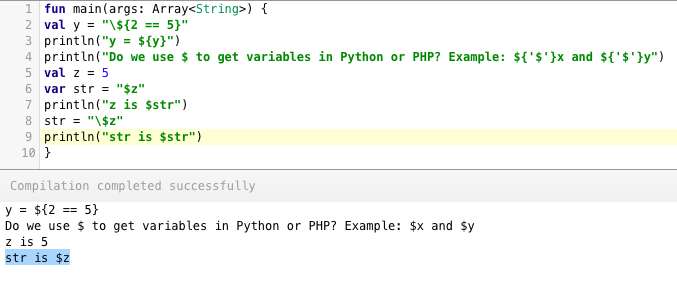 1 fun main(args: Array<String>) {
2 val y = "\${2 == 5}"
3 println("y = ${y}")
4 println("Do we use $ to get variables in Python or PHP? Example: ${'$'}x and ${'$'}y")
5 val z = 5
6 var str = "$z"
7 println("z is $str")
8 str = "\$z"
9 println("str is $str")
10 }
Compilation completed successfully
y = ${2 == 5}
Do we use $ to get variables in Python or PHP? Example: $x and $y
z is 5
str is $z